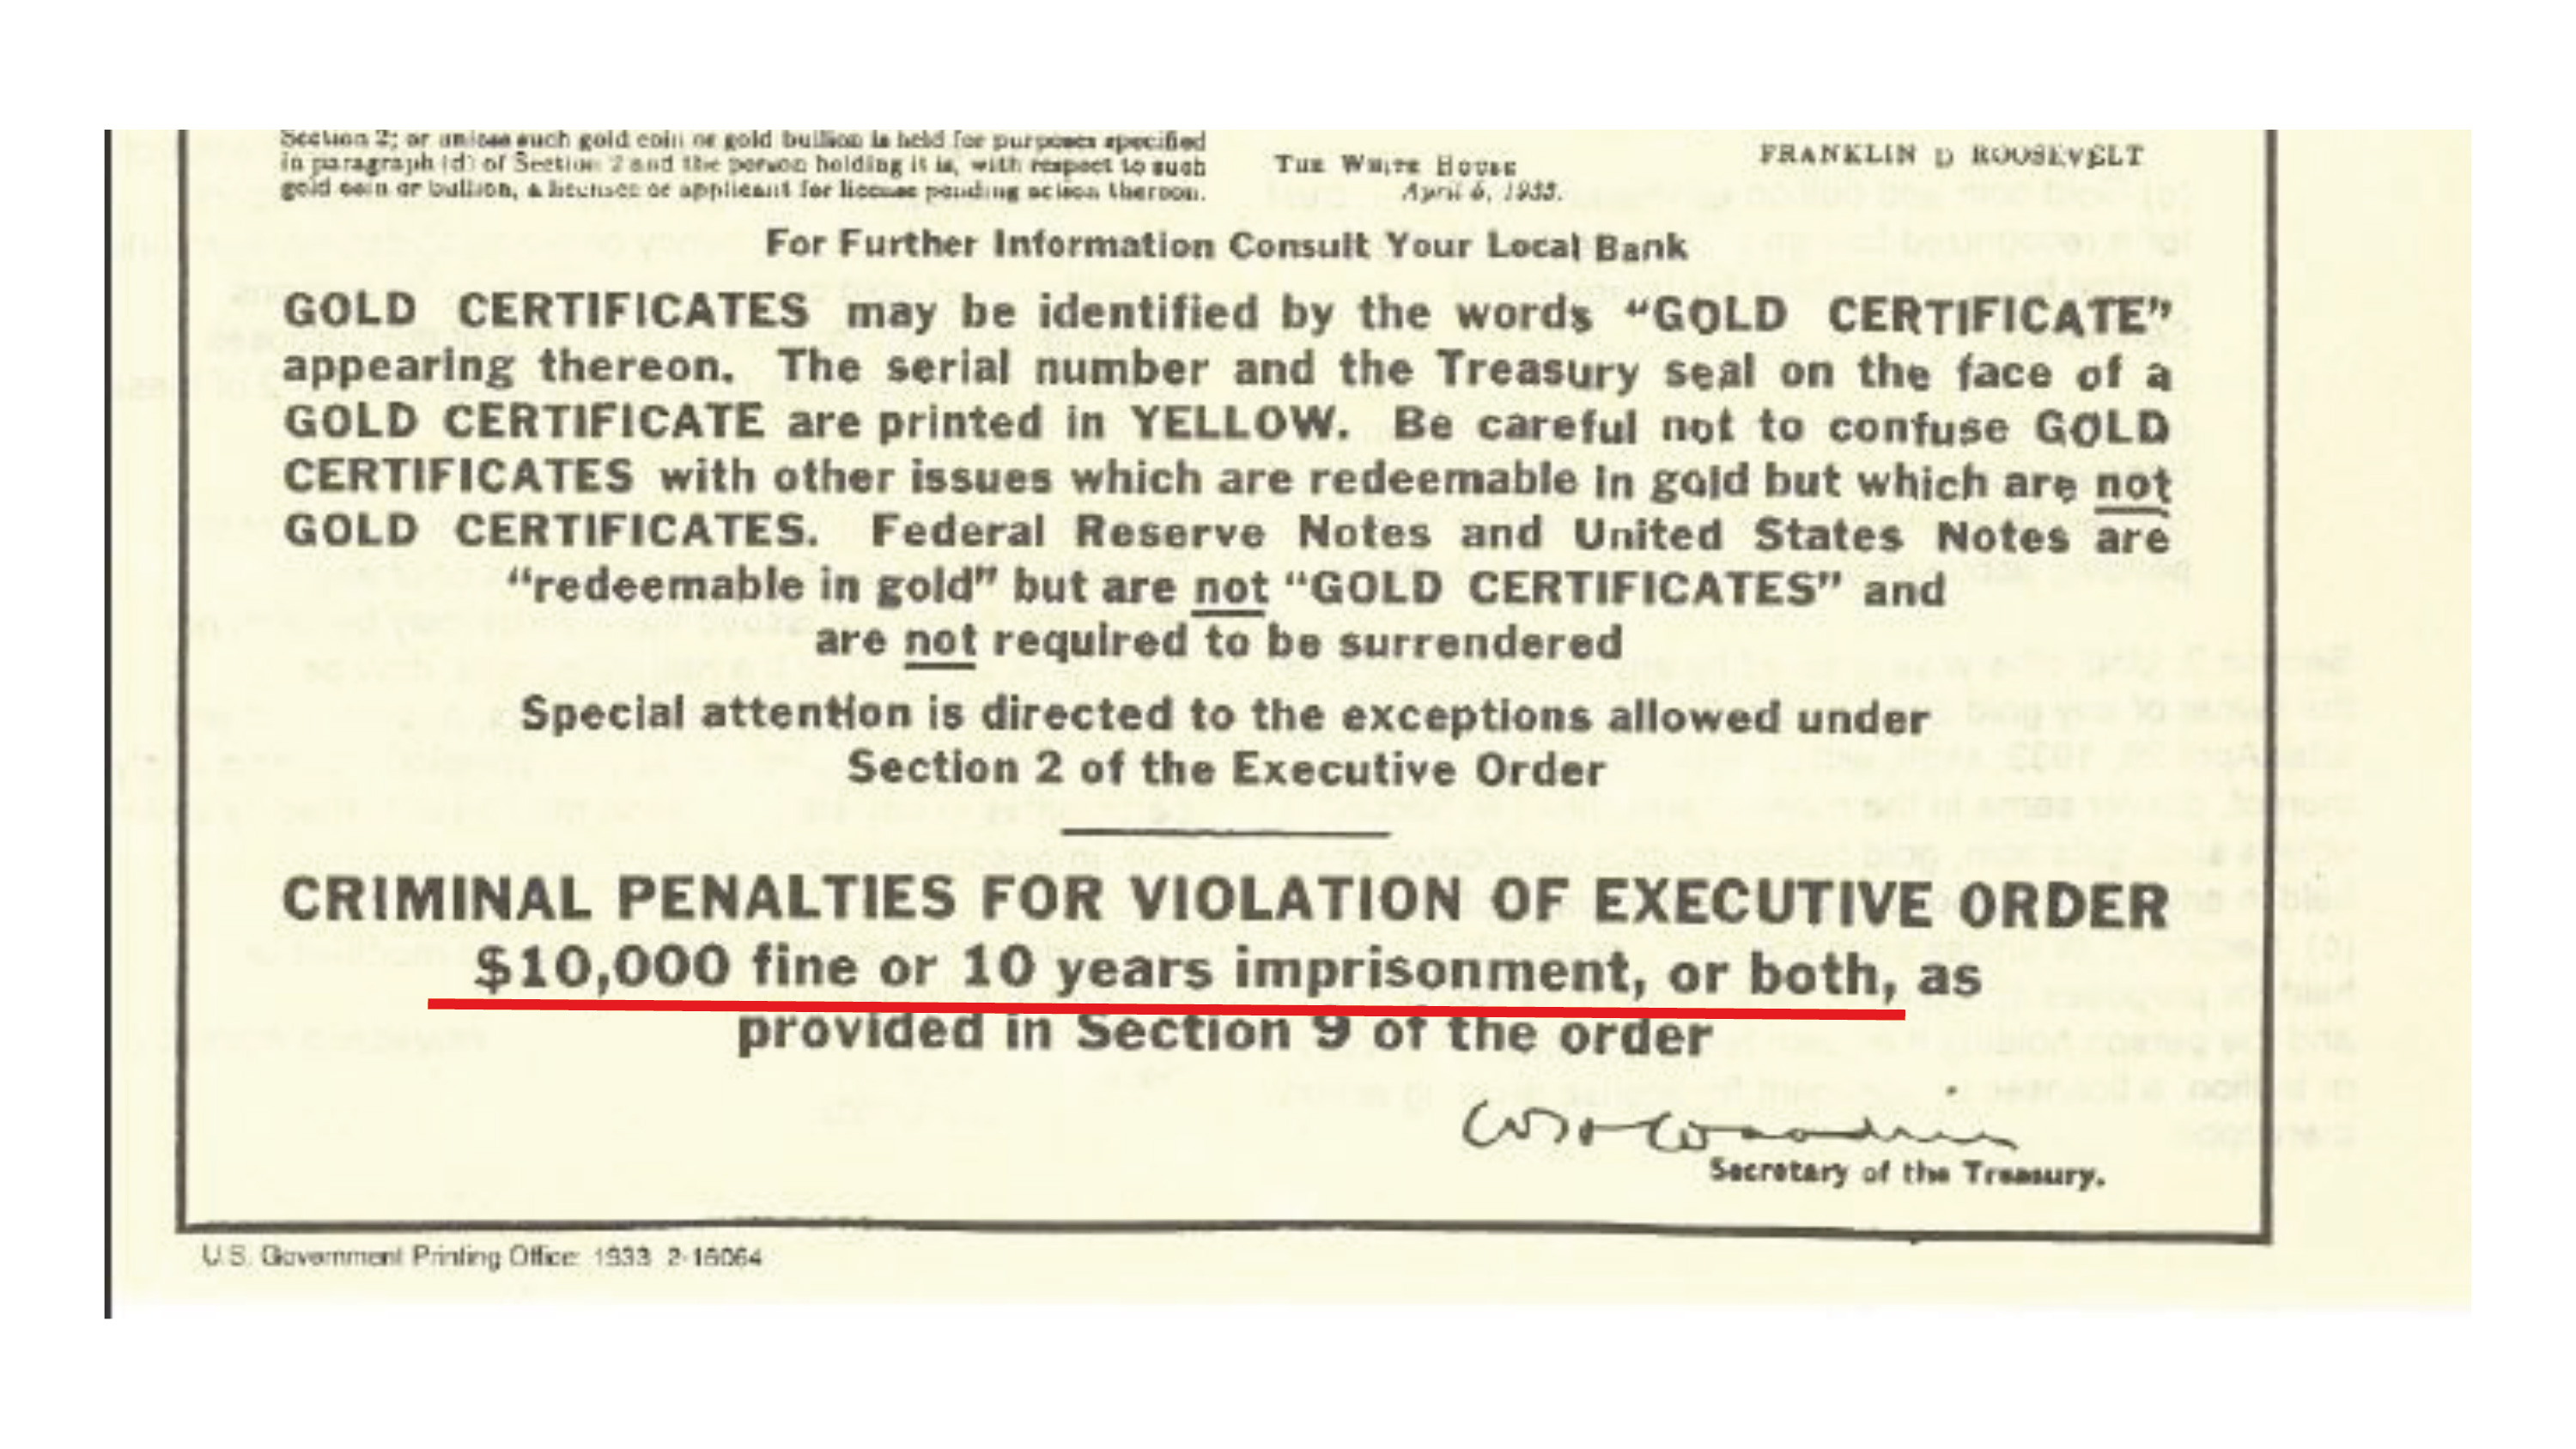 Section 2; or unless such gold coin or gold bullion is held for purposes specified
in paragraph (d) of Section 2 and the person holding it is, with respect to such
gold coin or bullion, a licensee or applicant for license pending action thereon.
THE WHITE HOUSE
April 5, 1933.
FRANKLIN D ROOSEVELT
For Further Information Consult Your Local Bank
GOLD CERTIFICATES may be identified by the words “GOLD CERTIFICATE”
appearing thereon. The serial number and the Treasury seal on the face of a
GOLD CERTIFICATE are printed in YELLOW. Be careful not to confuse GOLD
CERTIFICATES with other issues which are redeemable in gold but which are not
GOLD CERTIFICATES. Federal Reserve Notes and United States Notes are
“redeemable in gold” but are not “GOLD CERTIFICATES” and
are not required to be surrendered
Special attention is directed to the exceptions allowed under
Section 2 of the Executive Order
CRIMINAL PENALTIES FOR VIOLATION OF EXECUTIVE ORDER
$10,000 fine or 10 years imprisonment, or both, as
provided in Section 9 of the order
Secretary of the Treasury.
U.S. Government Printing Office: 1933 2-16064